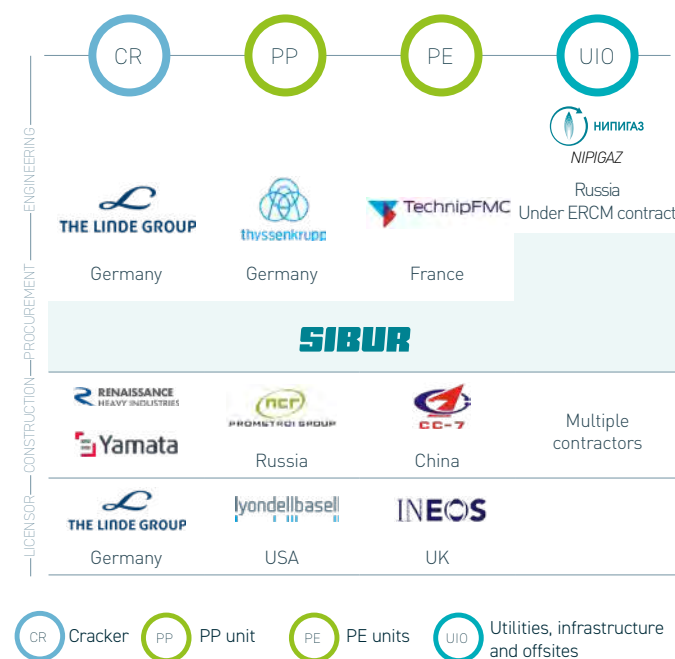 CR
PP
PE
UIO
LICENSOR
CONSTRUCTION
PROCUREMENT
ENGINEERING
THE LINDE GROUP
Germany
thyssenkrupp
Germany
TechnipFMC
France
НИПИГАЗ
NIPIGAZ
Russia
Under ERCM contract
SIBUR
RENAISSANCE
HEAVY INDUSTRIES
Yamata
ncr
PROMSTROI GROUP
Russia
CC-7
China
Multiple
contractors
THE LINDE GROUP
Germany
lyondellbasell
USA
INEOS
UK
CR Cracker
PP PP unit
PE PE units
UIO Utilities, infrastructure
and offsites